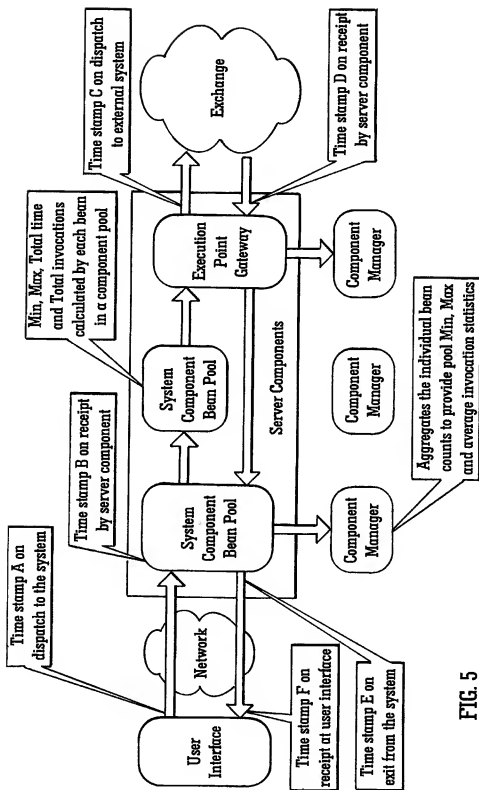 Time stamp A on
dispatch to the system
Time stamp B on receipt
by server component
Min, Max, Total time
and Total invocations
calculated by each bean
in a component pool
Time stamp C on dispatch
to external system
User
Interface
Network
System
Component
Bean Pool
System
Component
Bean Pool
Execution
Point
Gateway
Exchange
Server Components
Time stamp F on
receipt at user interface
Time stamp E on
exit from the system
Component
Manager
Component
Manager
Component
Manager
Time stamp D on receipt
by server component
Aggregates the individual bean
counts to provide pool Min, Max
and average invocation statistics
FIG. 5